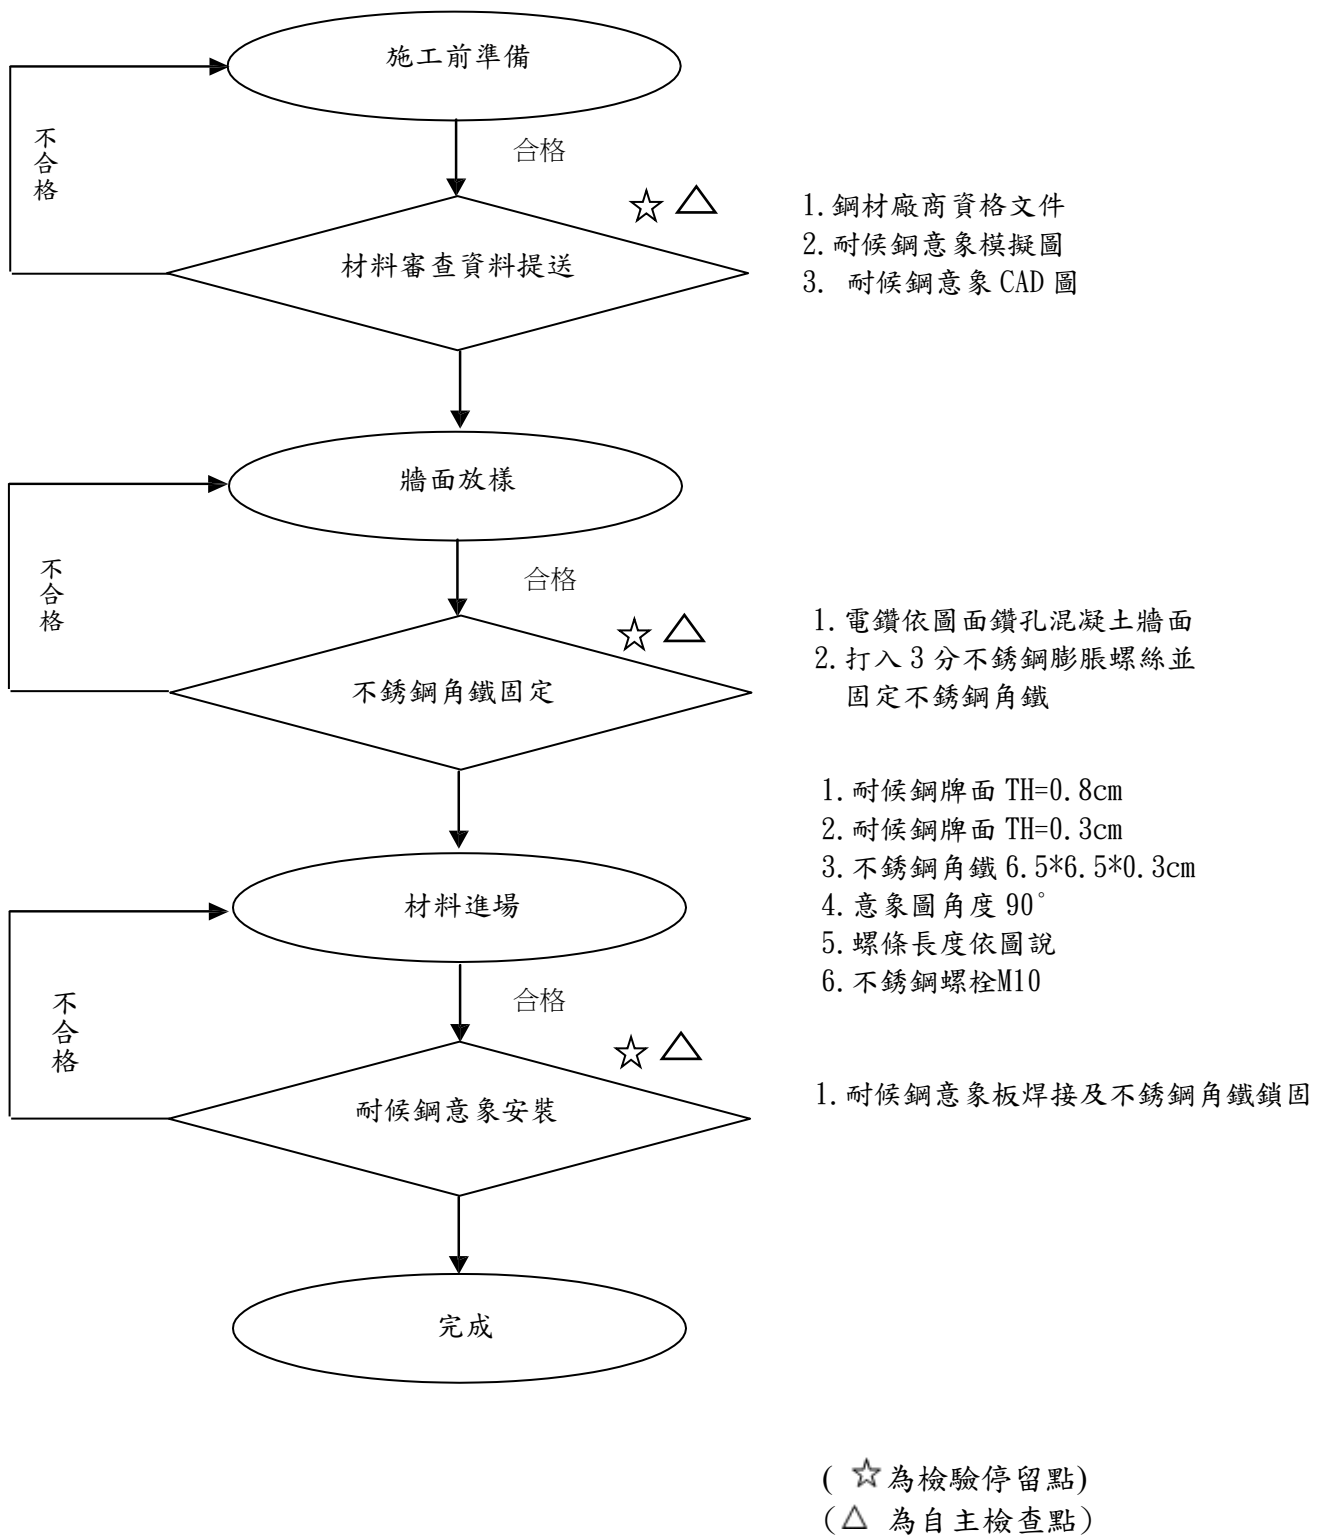 施工前準備
不合格
合格
☆ △
材料審查資料提送
1.鋼材廠商資格文件
2.耐候鋼意象模擬圖
3. 耐候鋼意象 CAD 圖
牆面放樣
不合格
合格
☆ △
不銹鋼角鐵固定
1.電鑽依圖面鑽孔混凝土牆面
2.打入 3 分不銹鋼膨脹螺絲並
固定不銹鋼角鐵
1.耐候鋼牌面 TH=0.8cm
2.耐候鋼牌面 TH=0.3cm
3.不銹鋼角鐵 6.5*6.5*0.3cm
4.意象圖角度 90°
5.螺條長度依圖說
6.不銹鋼螺栓M10
材料進場
不合格
合格
☆ △
耐候鋼意象安裝
1.耐候鋼意象板焊接及不銹鋼角鐵鎖固
完成
( ☆為檢驗停留點)
(△ 為自主檢查點)